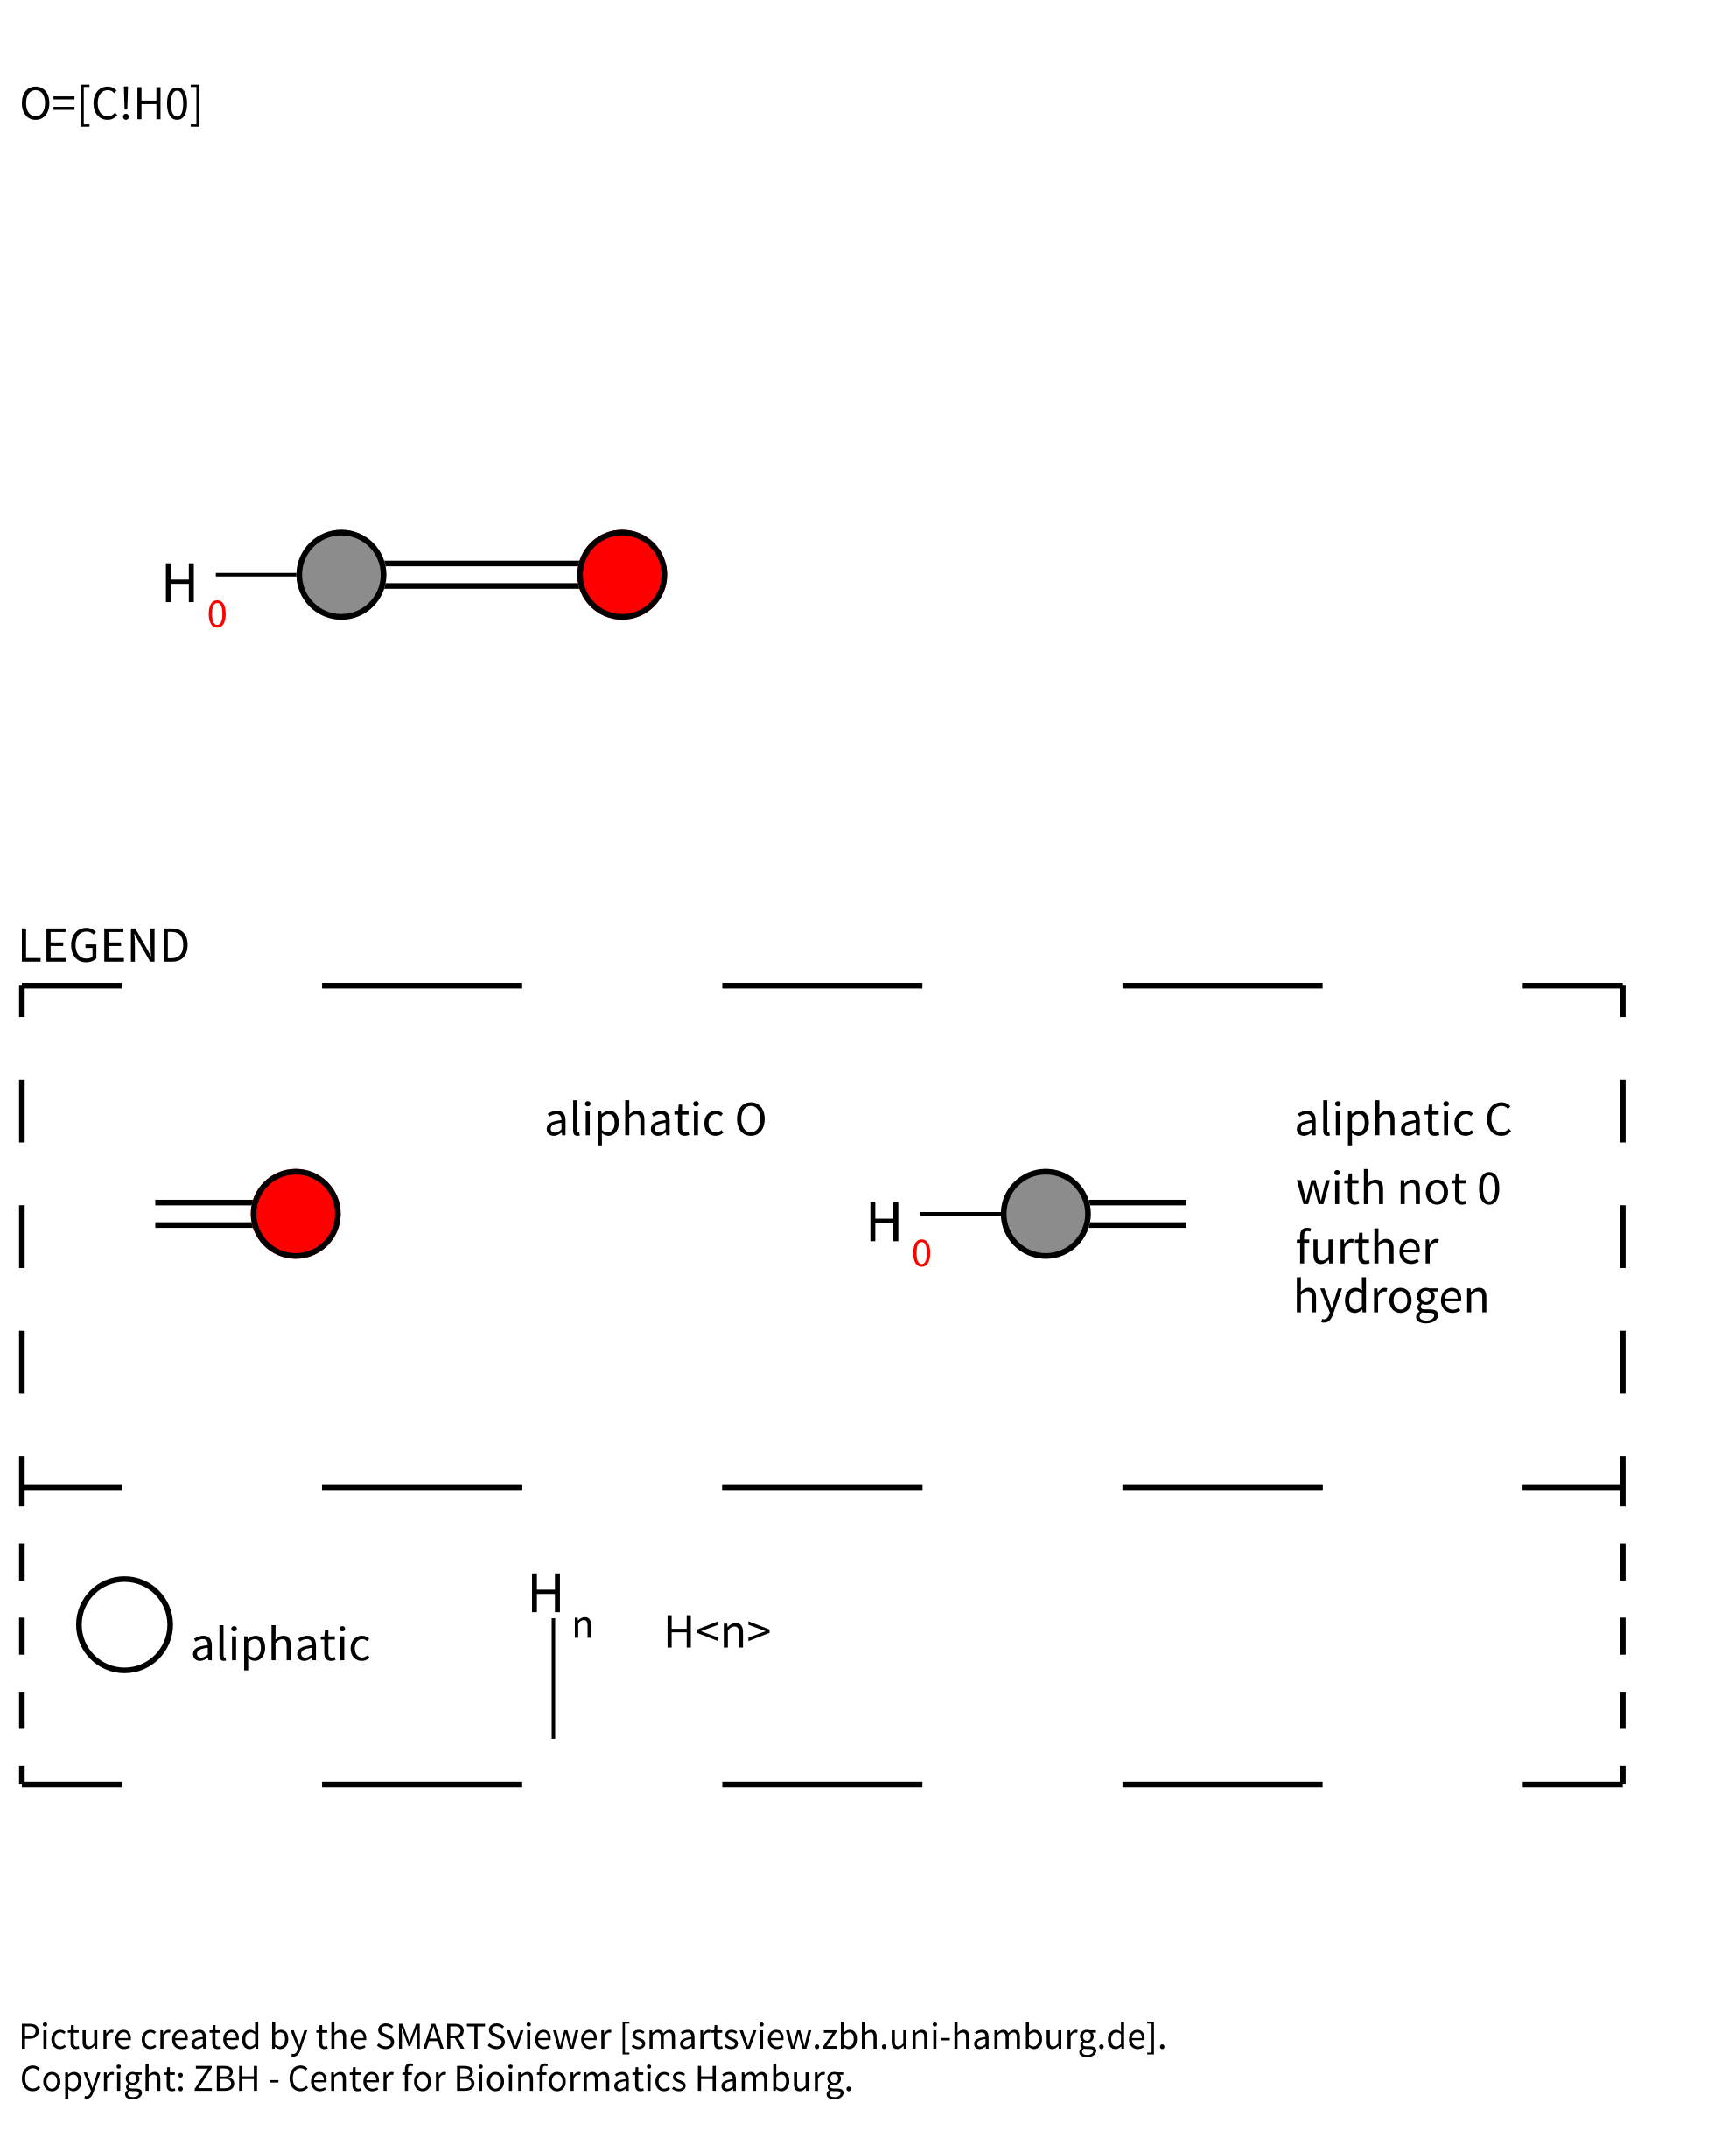 O=[C!H0]
H
0
LEGEND
aliphatic O
aliphatic C
with not 0
further
hydrogen
H
0
aliphatic
H
n
H<n>
Picture created by the SMARTSviewer [smartsview.zbh.uni-hamburg.de].
Copyright: ZBH - Center for Bioinformatics Hamburg.